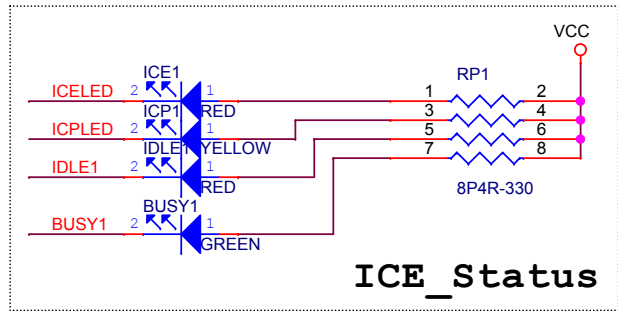 VCC
ICE1
RP1
ICELED 2 1 1 2
RED
ICP1
3 4
ICPLED 2 1
YELLOW
IDLE1
5 6
IDLE1 2 1 7 8
RED
8P4R-330
BUSY1
BUSY1 2 1
GREEN
ICE_Status